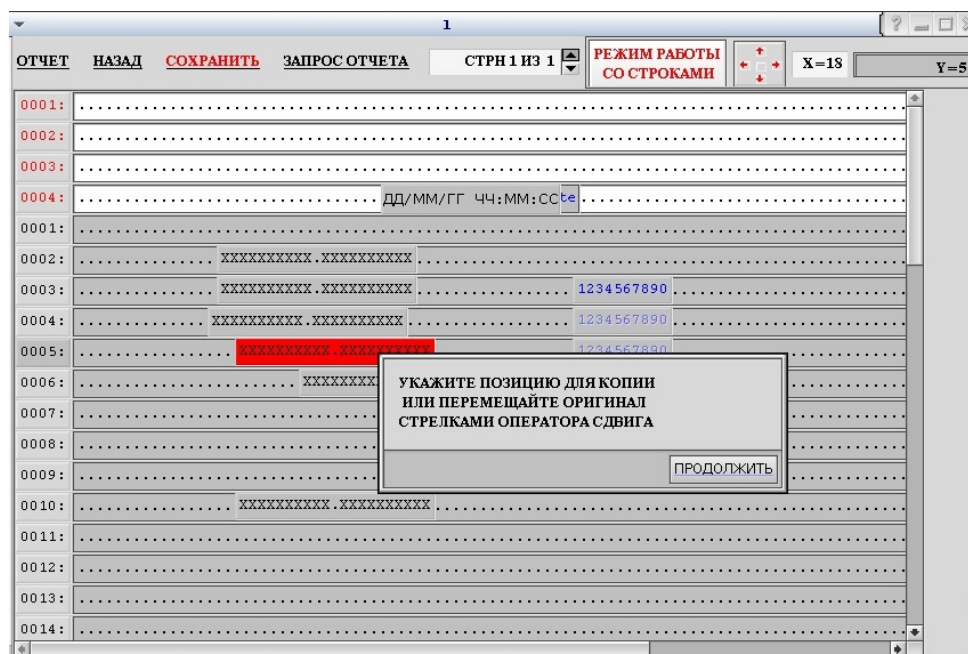 1
ОТЧЕТ НАЗАД СОХРАНИТЬ ЗАПРОС ОТЧЕТА СТРН 1 ИЗ 1 РЕЖИМ РАБОТЫ СО СТРОКАМИ X=18 Y=5
0001:
0002:
0003:
0004: ДД/ММ/ГГ ЧЧ:ММ:СС te
0001:
0002: XXXXXXXXXX.XXXXXXXXXX
0003: XXXXXXXXXX.XXXXXXXXXX 1234567890
0004: XXXXXXXXXX.XXXXXXXXXX 1234567890
0005: XXXXXXXXXX.XXXXXXXXXX 1234567890
0006: XXXXXXXX
УКАЖИТЕ ПОЗИЦИЮ ДЛЯ КОПИИ
ИЛИ ПЕРЕМЕЩАЙТЕ ОРИГИНАЛ
СТРЕЛКАМИ ОПЕРАТОРА СДВИГА
ПРОДОЛЖИТЬ
0007:
0008:
0009:
0010: XXXXXXXXXX.XXXXXXXXXX
0011:
0012:
0013:
0014: